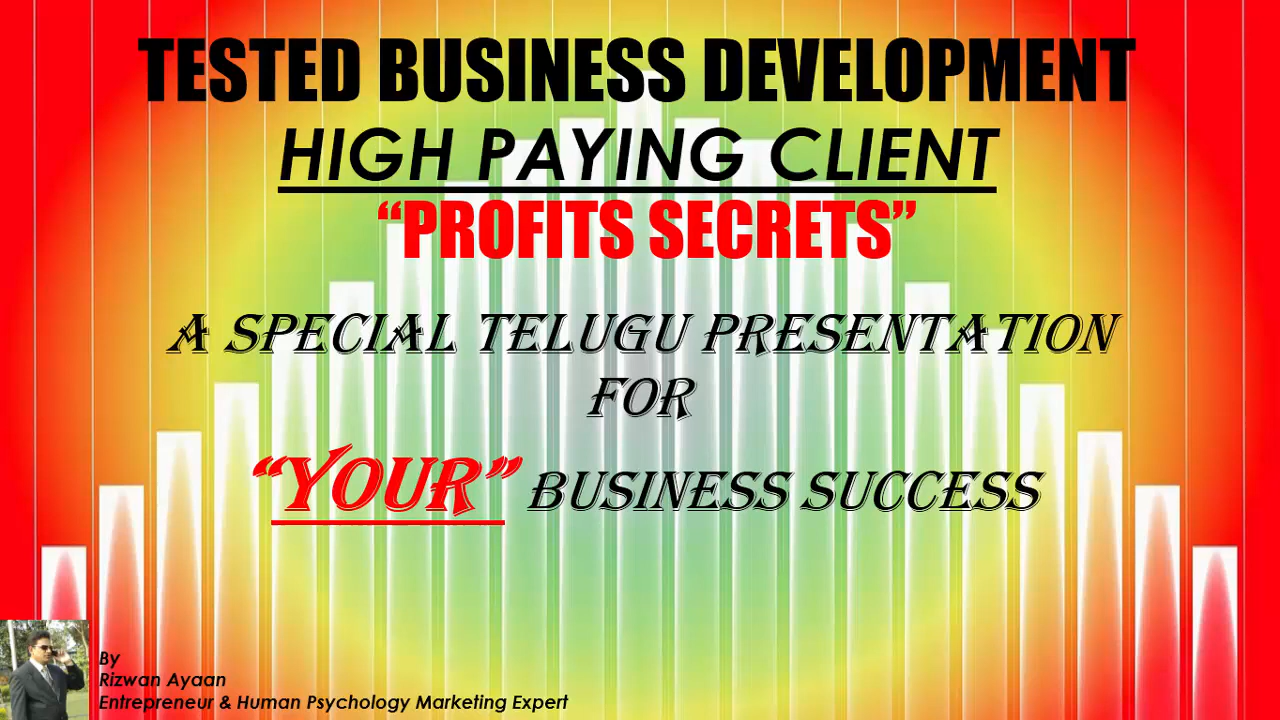 TESTED BUSINESS DEVELOPMENT
HIGH PAYING CLIENT
“PROFITS SECRETS”
A SPECIAL TELUGU PRESENTATION
FOR
“YOUR” BUSINESS SUCCESS
By
Rizwan Ayaan
Entrepreneur & Human Psychology Marketing Expert